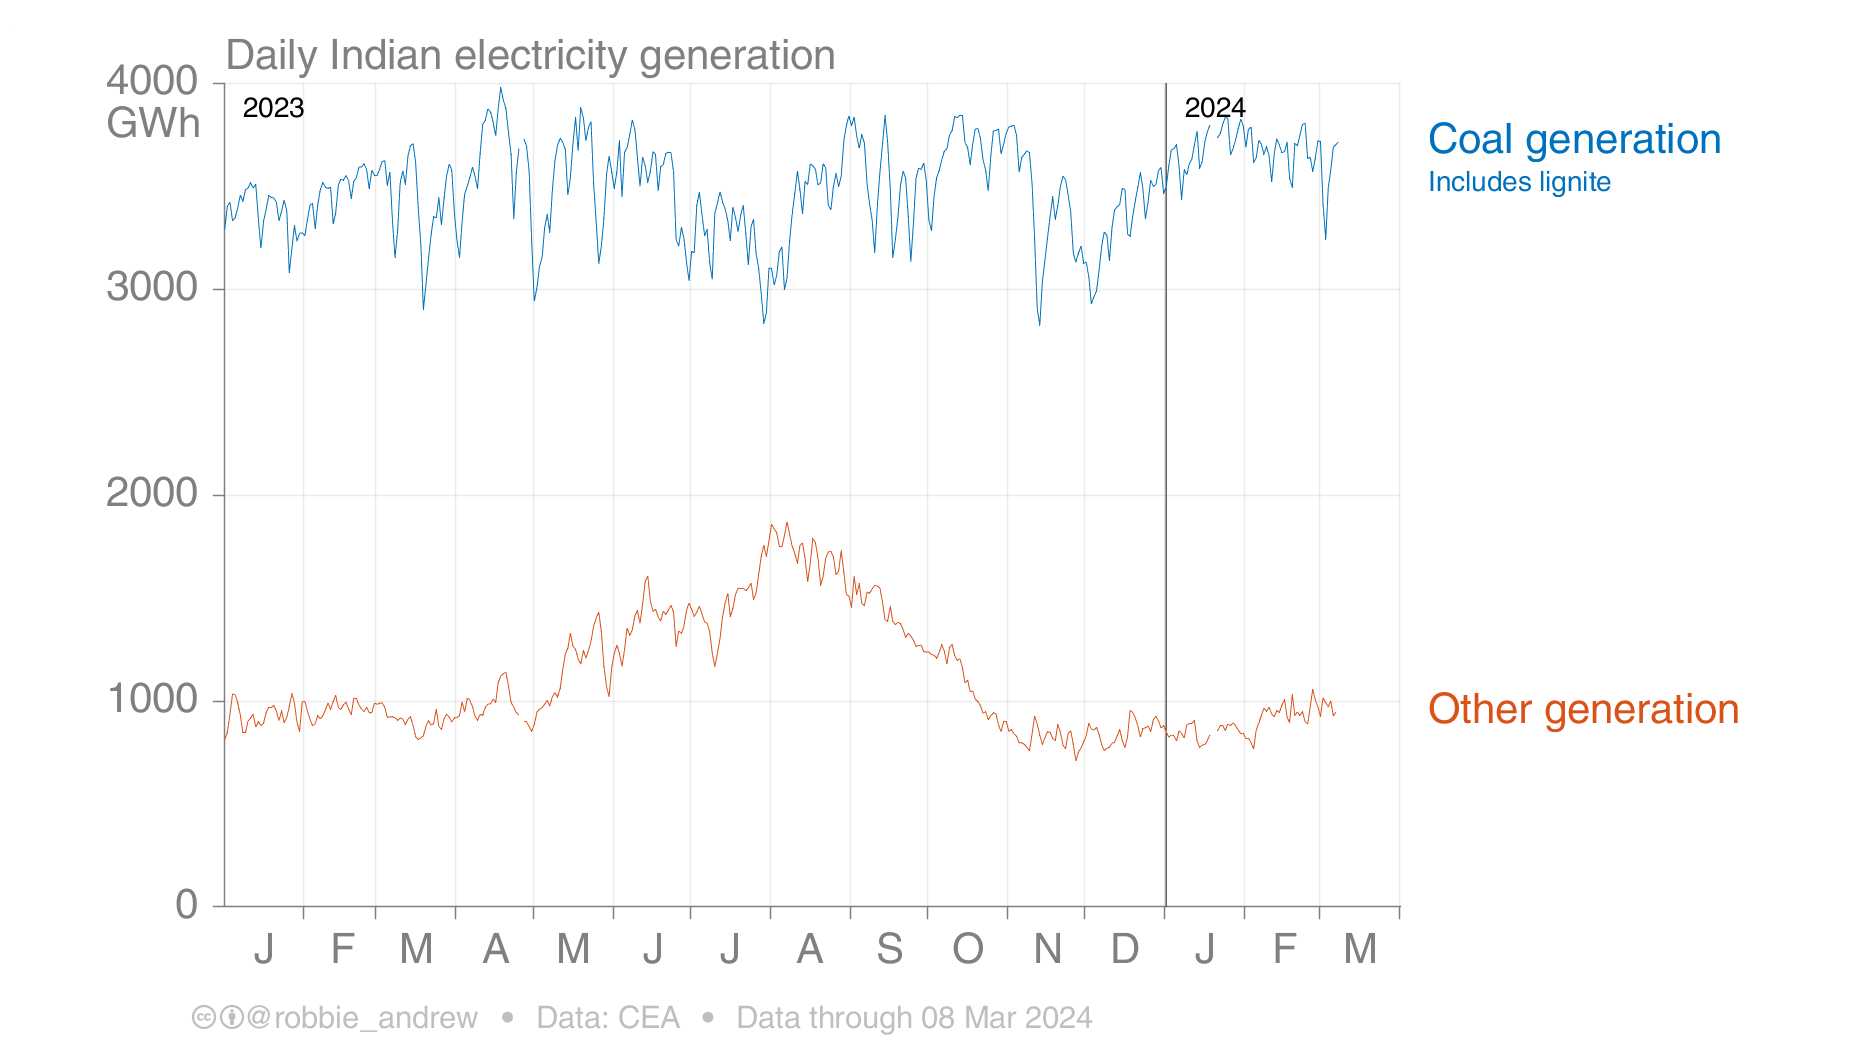 Daily Indian electricity generation
4000
GWh
2023
2024
Coal generation
Includes lignite
3000
2000
1000
Other generation
0
J F M A M J J A S O N D J F M
@robbie_andrew • Data: CEA • Data through 08 Mar 2024